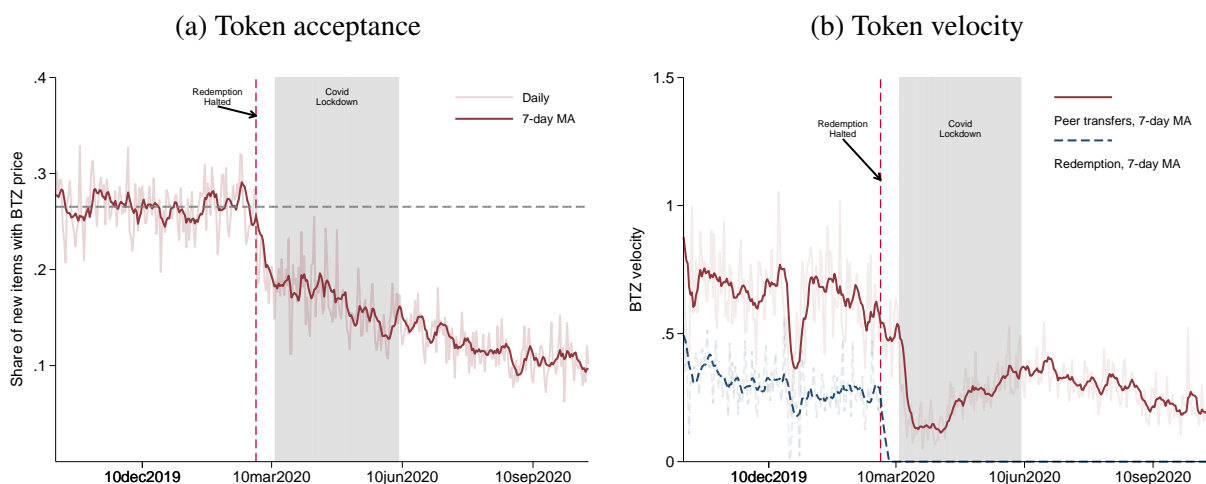 (a) Token acceptance
.4
.3
.2
.1
Share of new items with BTZ price
Redemption
Halted
Covid
Lockdown
Daily
7-day MA
10dec2019
10mar2020
10jun2020
10sep2020
(b) Token velocity
1.5
1
.5
0
BTZ velocity
Redemption
Halted
Covid
Lockdown
Peer transfers, 7-day MA
Redemption, 7-day MA
10dec2019
10mar2020
10jun2020
10sep2020